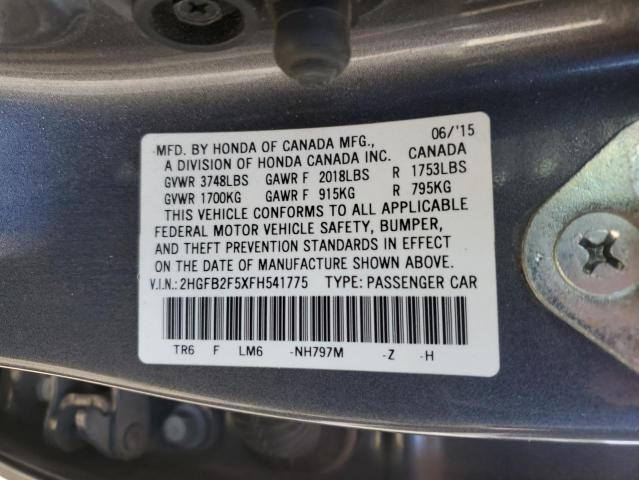 MFD. BY HONDA OF CANADA MFG., 06/'15
A DIVISION OF HONDA CANADA INC. CANADA
GVWR 3748LBS GAWR F 2018LBS R 1753LBS
GVWR 1700KG GAWR F 915KG R 795KG
THIS VEHICLE CONFORMS TO ALL APPLICABLE
FEDERAL MOTOR VEHICLE SAFETY, BUMPER,
AND THEFT PREVENTION STANDARDS IN EFFECT
ON THE DATE OF MANUFACTURE SHOWN ABOVE.
V.I.N.: 2HGFB2F5XFH541775 TYPE: PASSENGER CAR
TR6 F LM6 -NH797M -Z -H